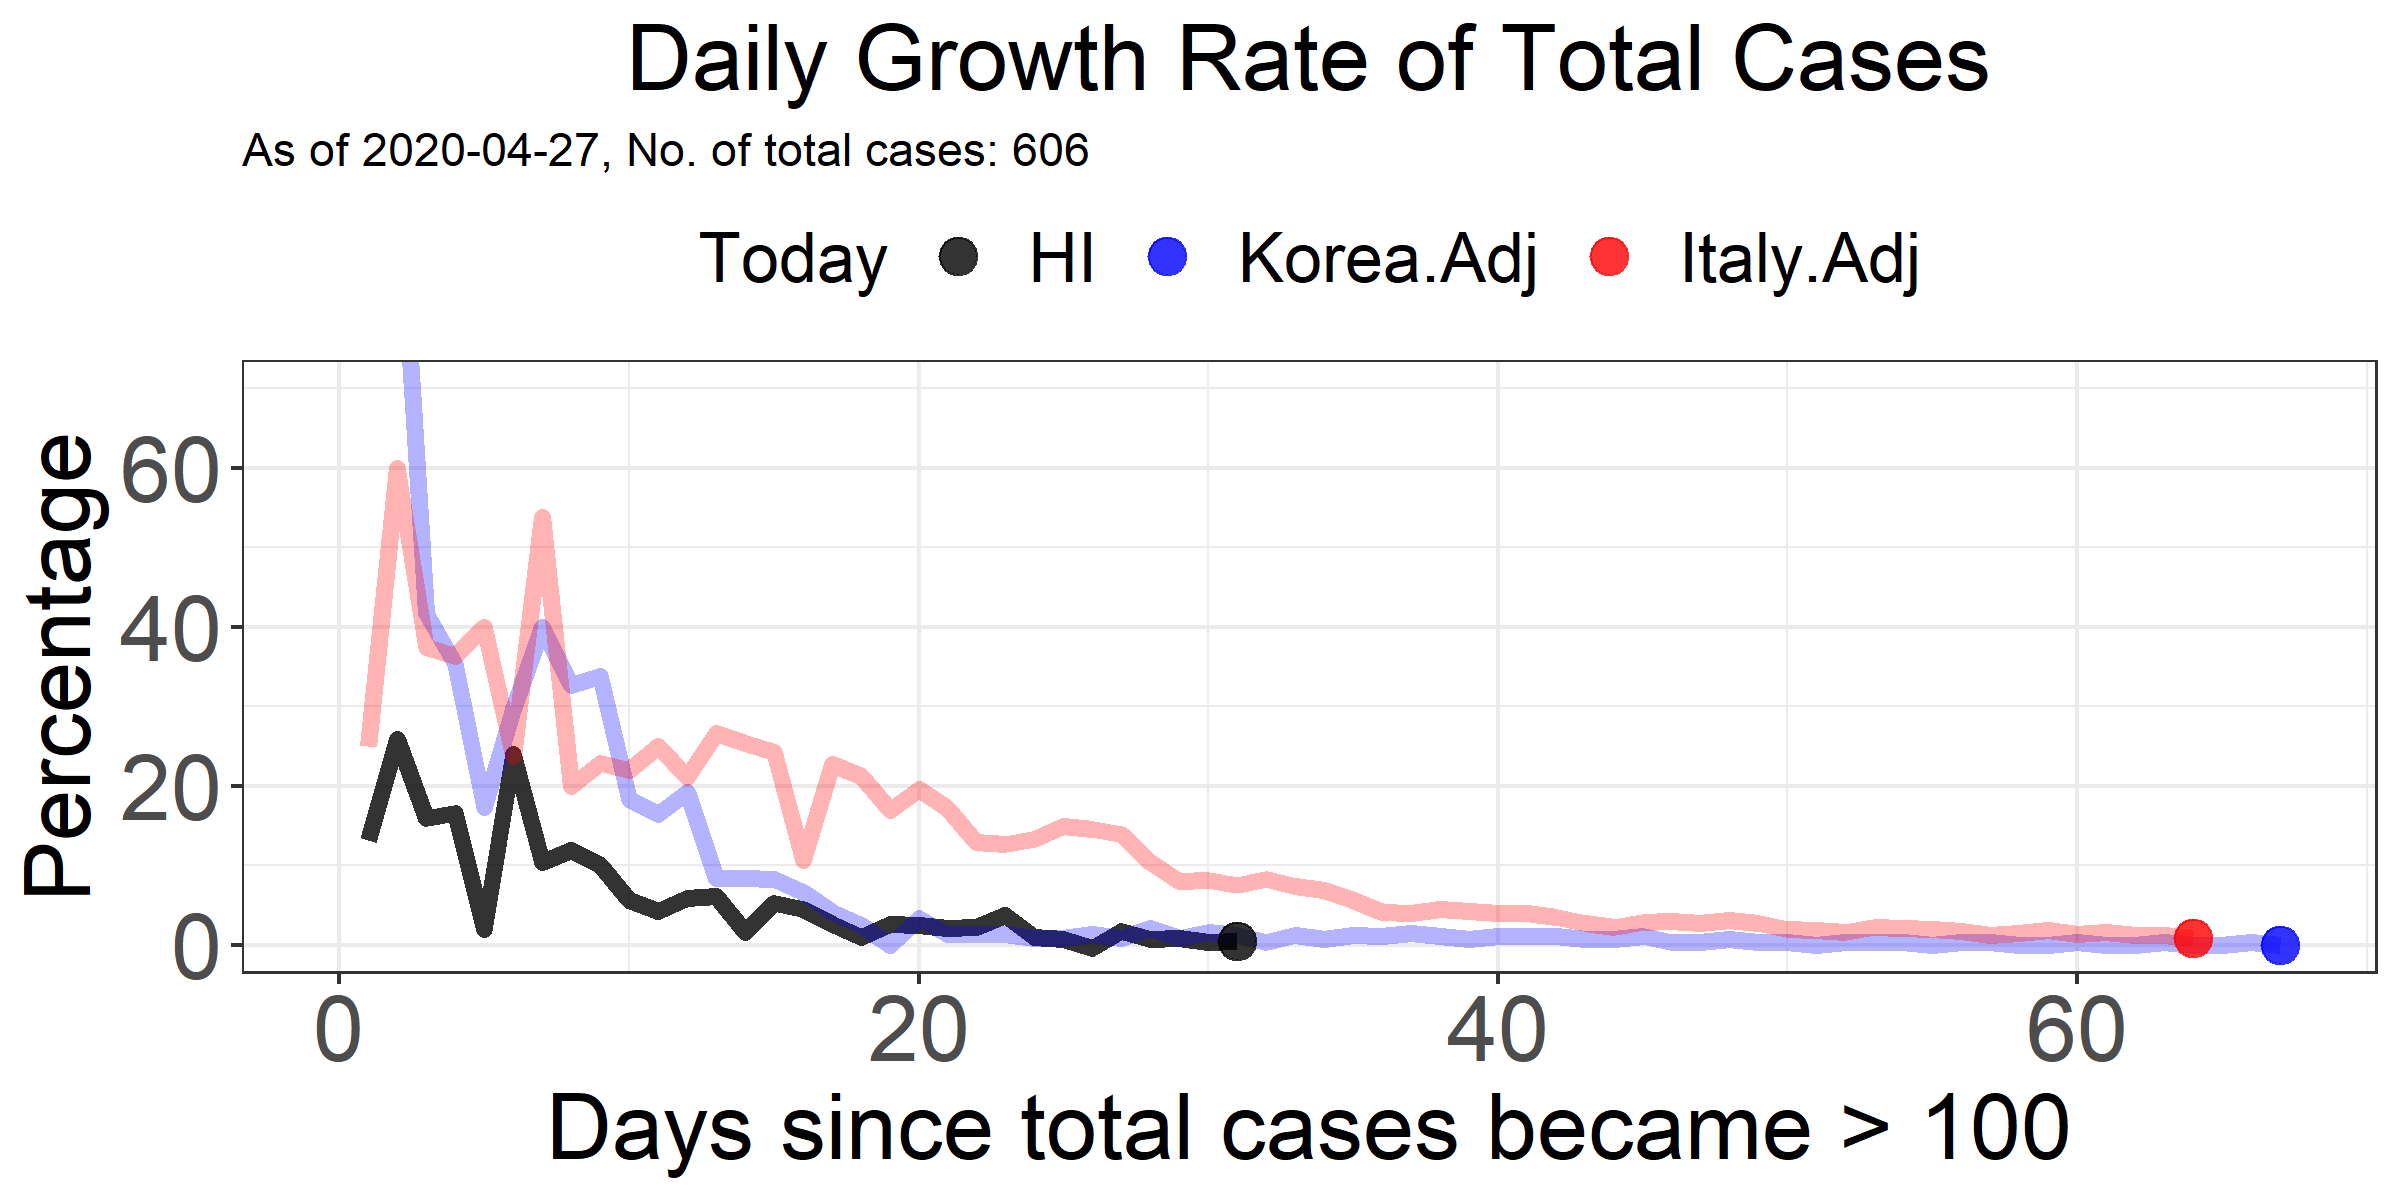 Daily Growth Rate of Total Cases
As of 2020-04-27, No. of total cases: 606
Today HI Korea.Adj Italy.Adj
Percentage
60
40
20
0
0 20 40 60
Days since total cases became > 100